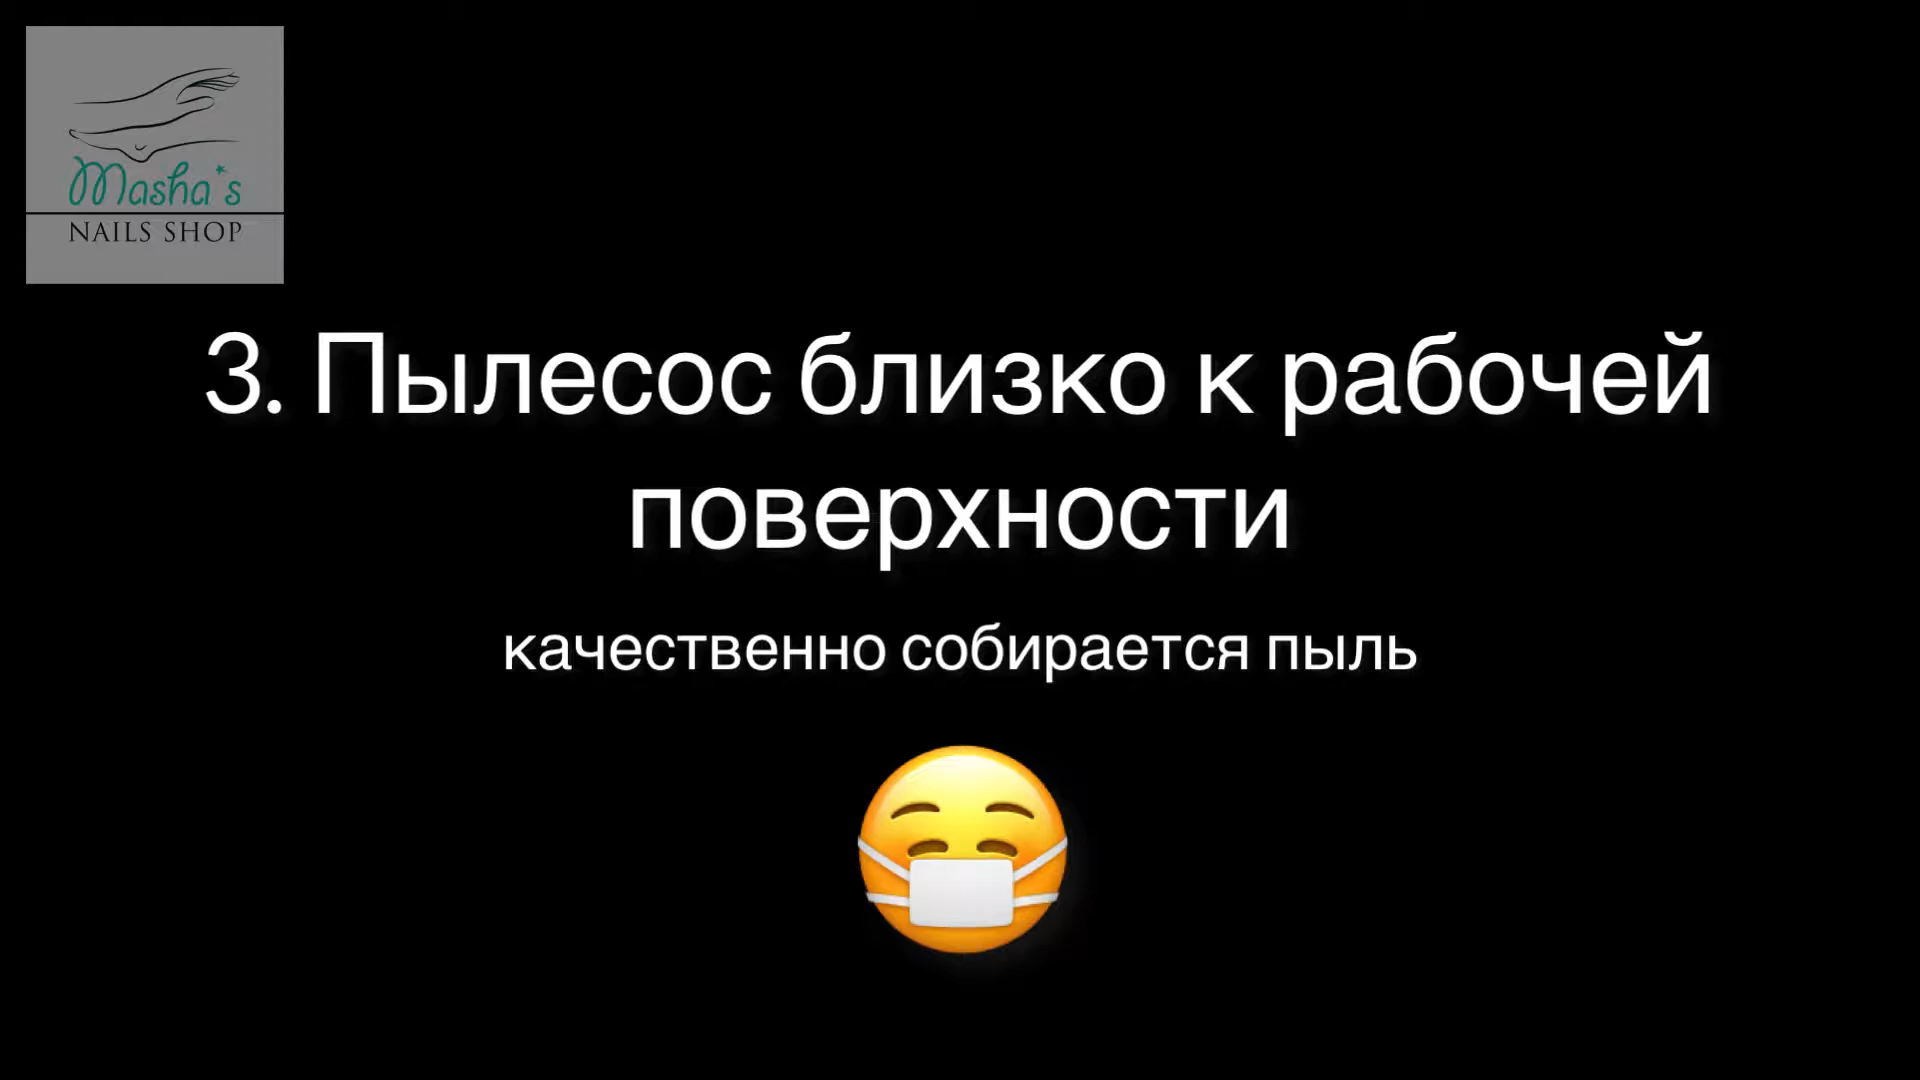 Masha's
NAILS SHOP
3. Пылесос близко к рабочей
поверхности
качественно собирается пыль